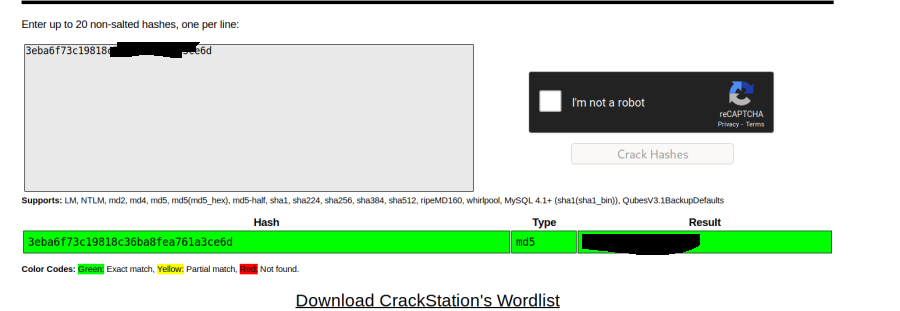 Enter up to 20 non-salted hashes, one per line:
3eba6f73c19818c ce6d
I'm not a robot
reCAPTCHA
Privacy - Terms
Crack Hashes
Supports: LM, NTLM, md2, md4, md5, md5(md5_hex), md5-half, sha1, sha224, sha256, sha384, sha512, ripeMD160, whirlpool, MySQL 4.1+ (sha1(sha1_bin)), QubesV3.1BackupDefaults
Hash Type Result
3eba6f73c19818c36ba8fea761a3ce6d md5
Color Codes: Green: Exact match, Yellow: Partial match, Red: Not found.
Download CrackStation's Wordlist